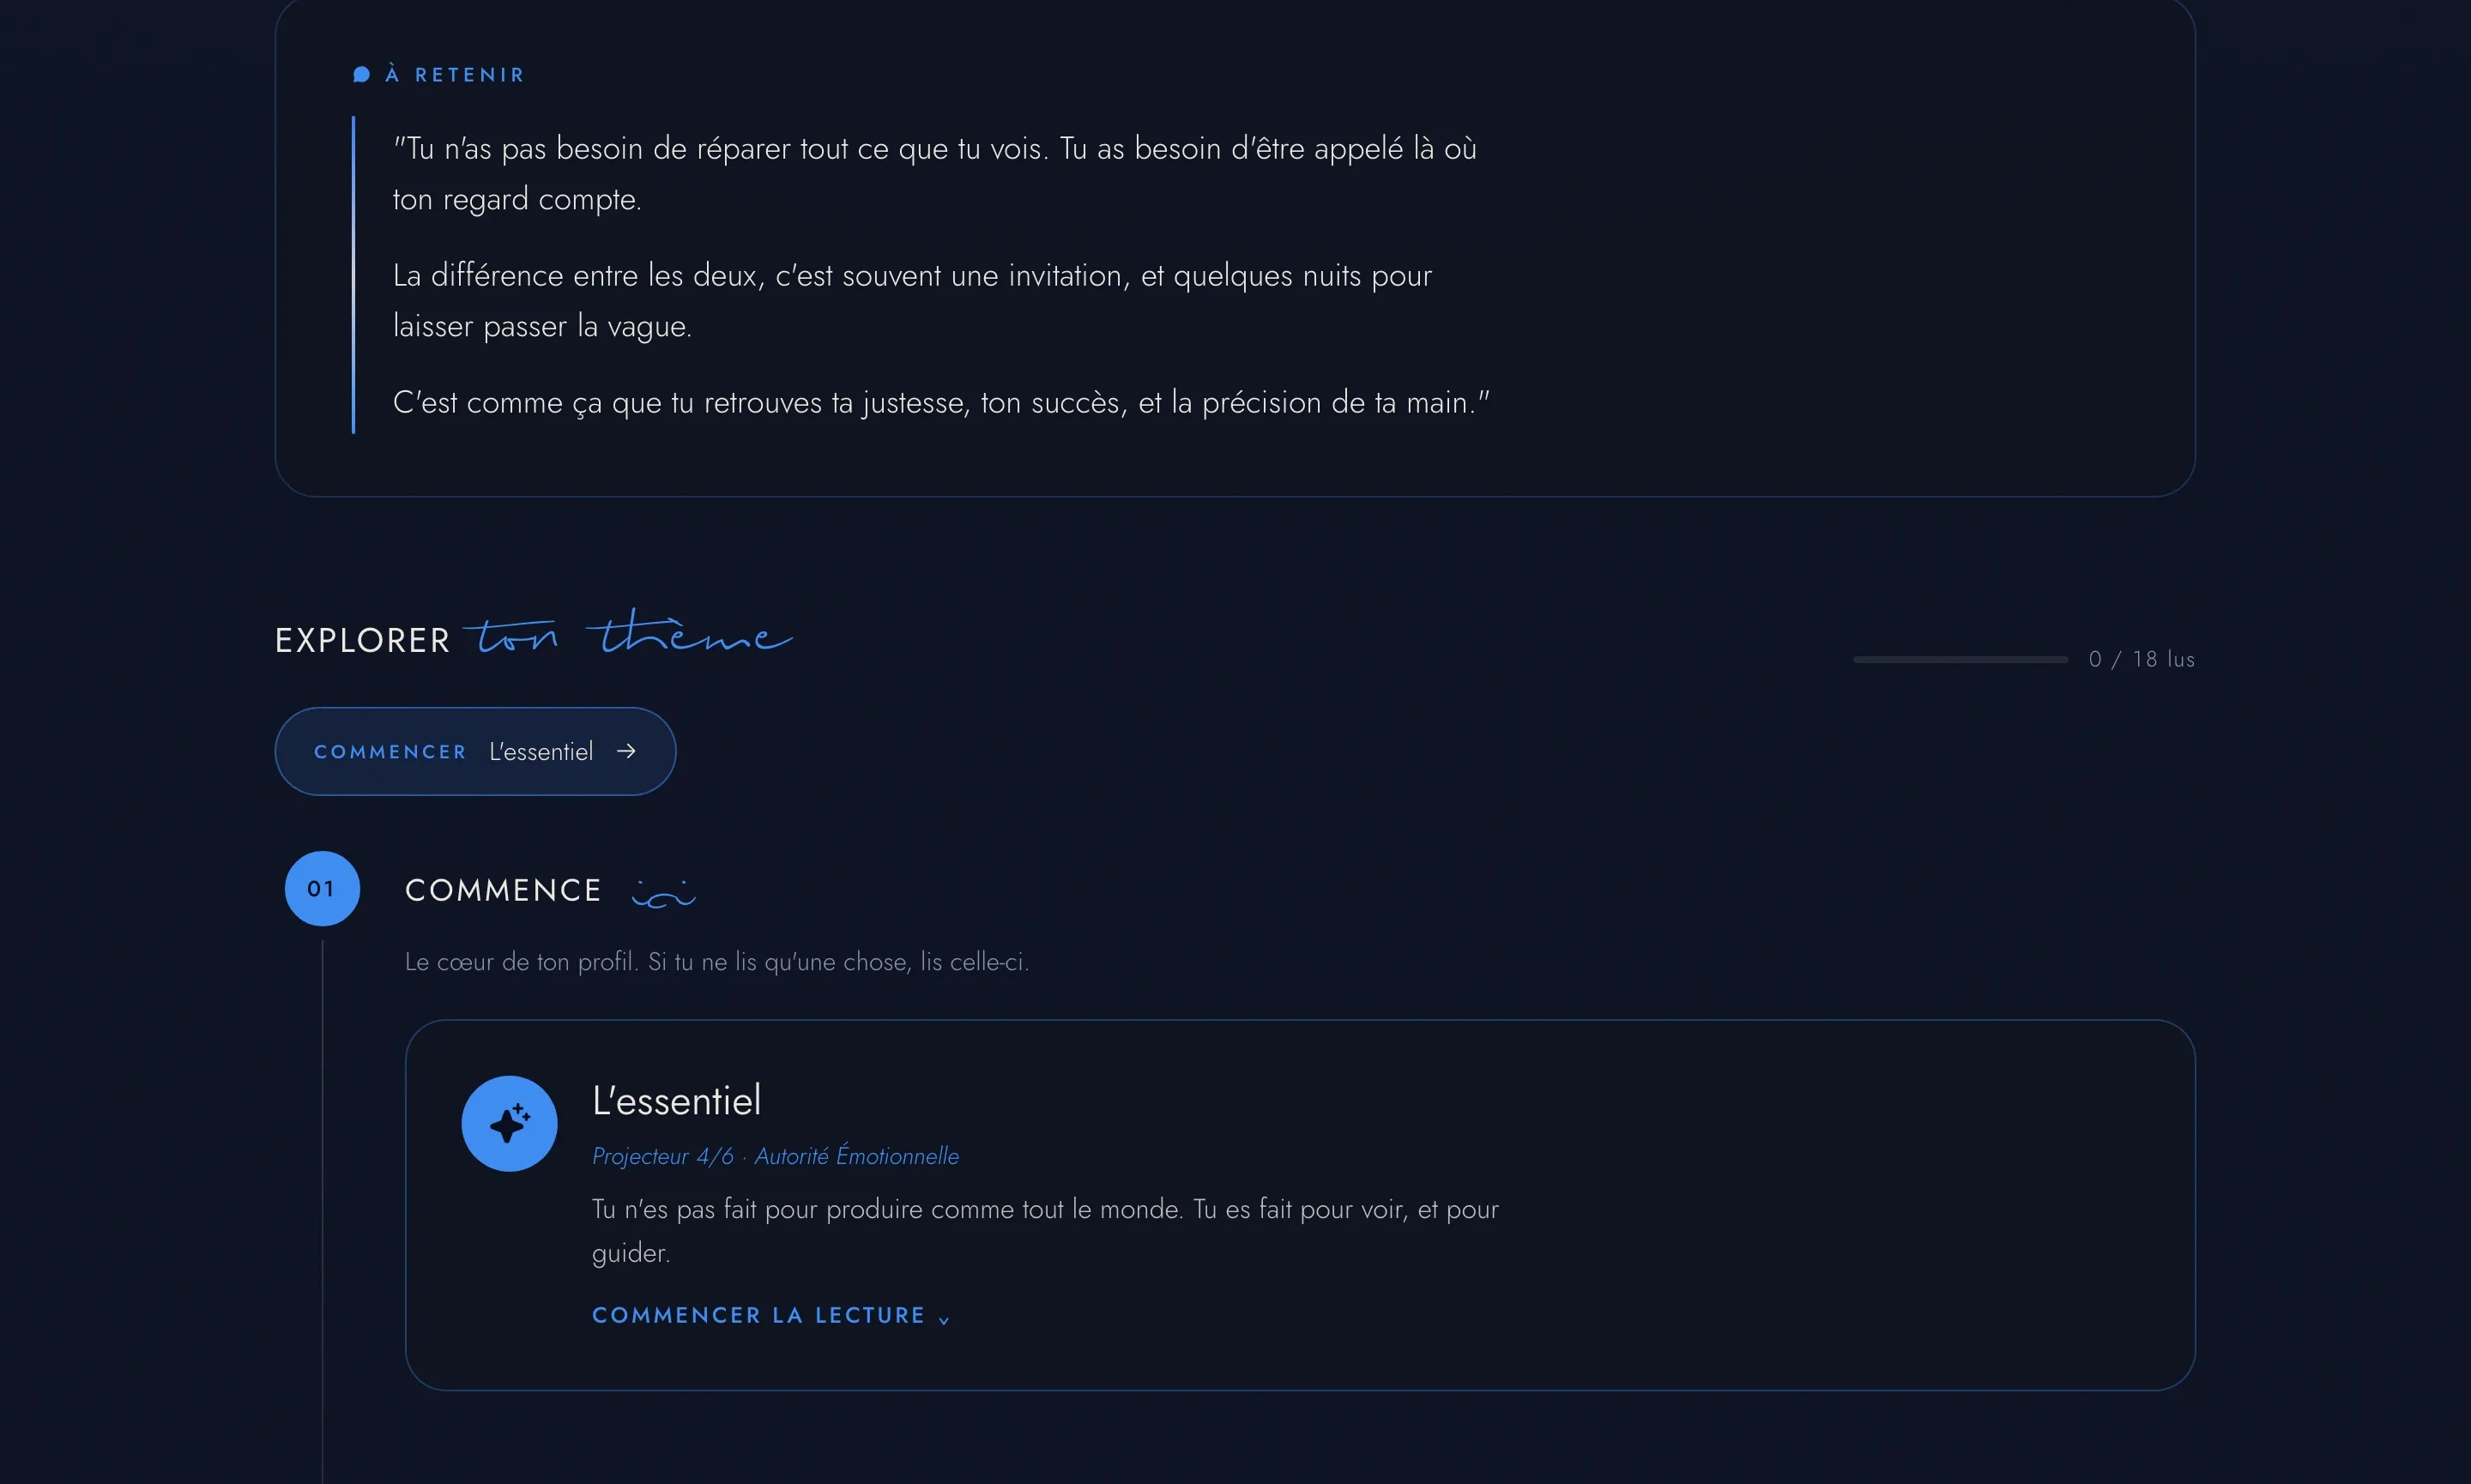 À RETENIR
"Tu n'as pas besoin de réparer tout ce que tu vois. Tu as besoin d'être appelé là où
ton regard compte.
La différence entre les deux, c'est souvent une invitation, et quelques nuits pour
laisser passer la vague.
C'est comme ça que tu retrouves ta justesse, ton succès, et la précision de ta main."
EXPLORER ton thème
0 / 18 lus
COMMENCER L'essentiel →
01 COMMENCE ici
Le cœur de ton profil. Si tu ne lis qu'une chose, lis celle-ci.
L'essentiel
Projecteur 4/6 · Autorité Émotionnelle
Tu n'es pas fait pour produire comme tout le monde. Tu es fait pour voir, et pour
guider.
COMMENCER LA LECTURE